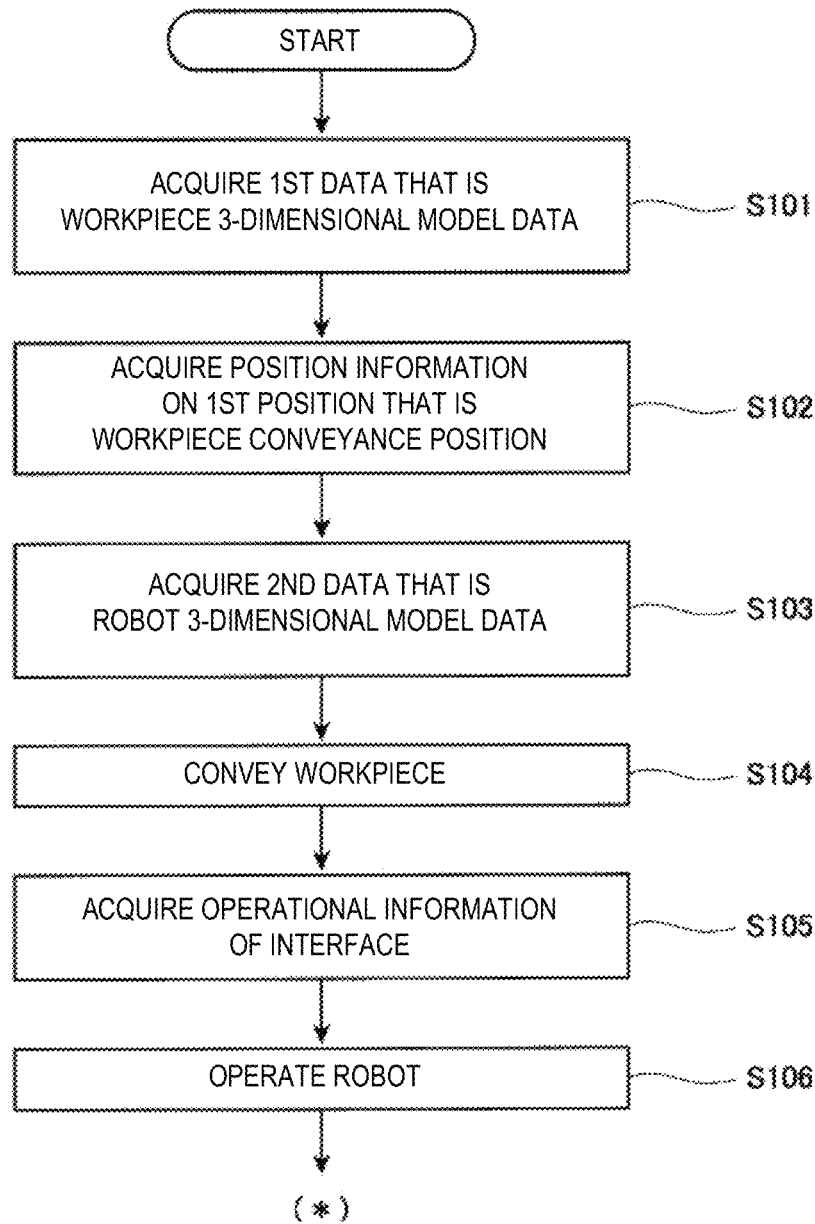 START
ACQUIRE 1ST DATA THAT IS
WORKPIECE 3-DIMENSIONAL MODEL DATA
S101
ACQUIRE POSITION INFORMATION
ON 1ST POSITION THAT IS
WORKPIECE CONVEYANCE POSITION
S102
ACQUIRE 2ND DATA THAT IS
ROBOT 3-DIMENSIONAL MODEL DATA
S103
CONVEY WORKPIECE
S104
ACQUIRE OPERATIONAL INFORMATION
OF INTERFACE
S105
OPERATE ROBOT
S106
(*)